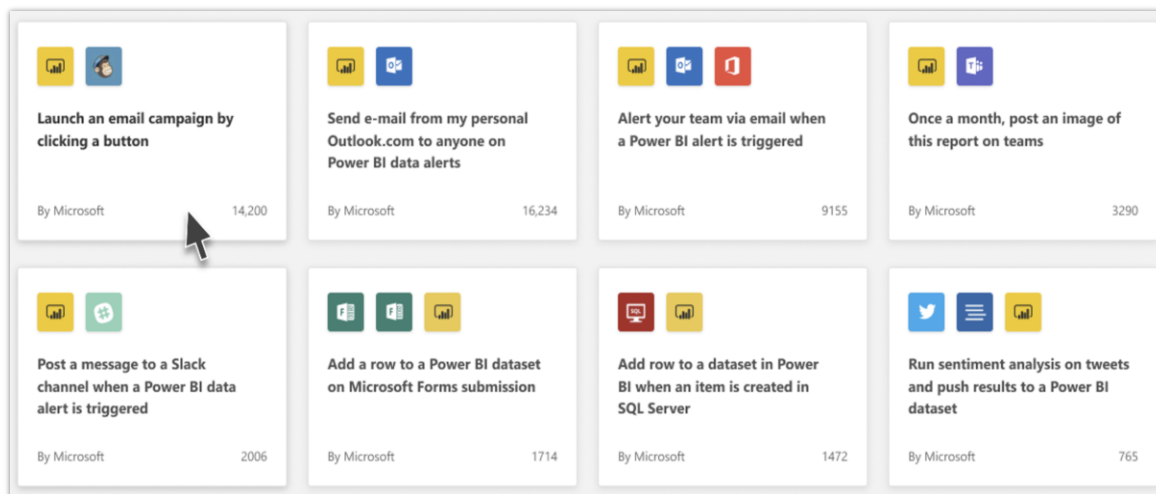 Launch an email campaign by
clicking a button
By Microsoft 14,200
Send e-mail from my personal
Outlook.com to anyone on
Power BI data alerts
By Microsoft 16,234
Alert your team via email when
a Power BI alert is triggered
By Microsoft 9155
Once a month, post an image of
this report on teams
By Microsoft 3290
Post a message to a Slack
channel when a Power BI data
alert is triggered
By Microsoft 2006
Add a row to a Power BI dataset
on Microsoft Forms submission
By Microsoft 1714
SQL
Add row to a dataset in Power
BI when an item is created in
SQL Server
By Microsoft 1472
Run sentiment analysis on tweets
and push results to a Power BI
dataset
By Microsoft 765